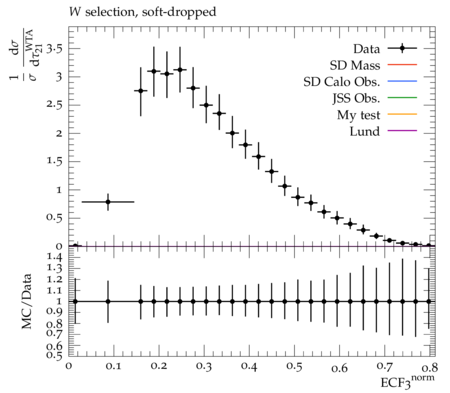 W selection, soft-dropped
1/σ dσ/dτ₂₁^WTA
3.5
3
2.5
2
1.5
1
0.5
0
Data
SD Mass
SD Calo Obs.
JSS Obs.
My test
Lund
MC/Data
1.4
1.3
1.2
1.1
1
0.9
0.8
0.7
0.6
0.5
0 0.1 0.2 0.3 0.4 0.5 0.6 0.7 0.8
ECF3^norm